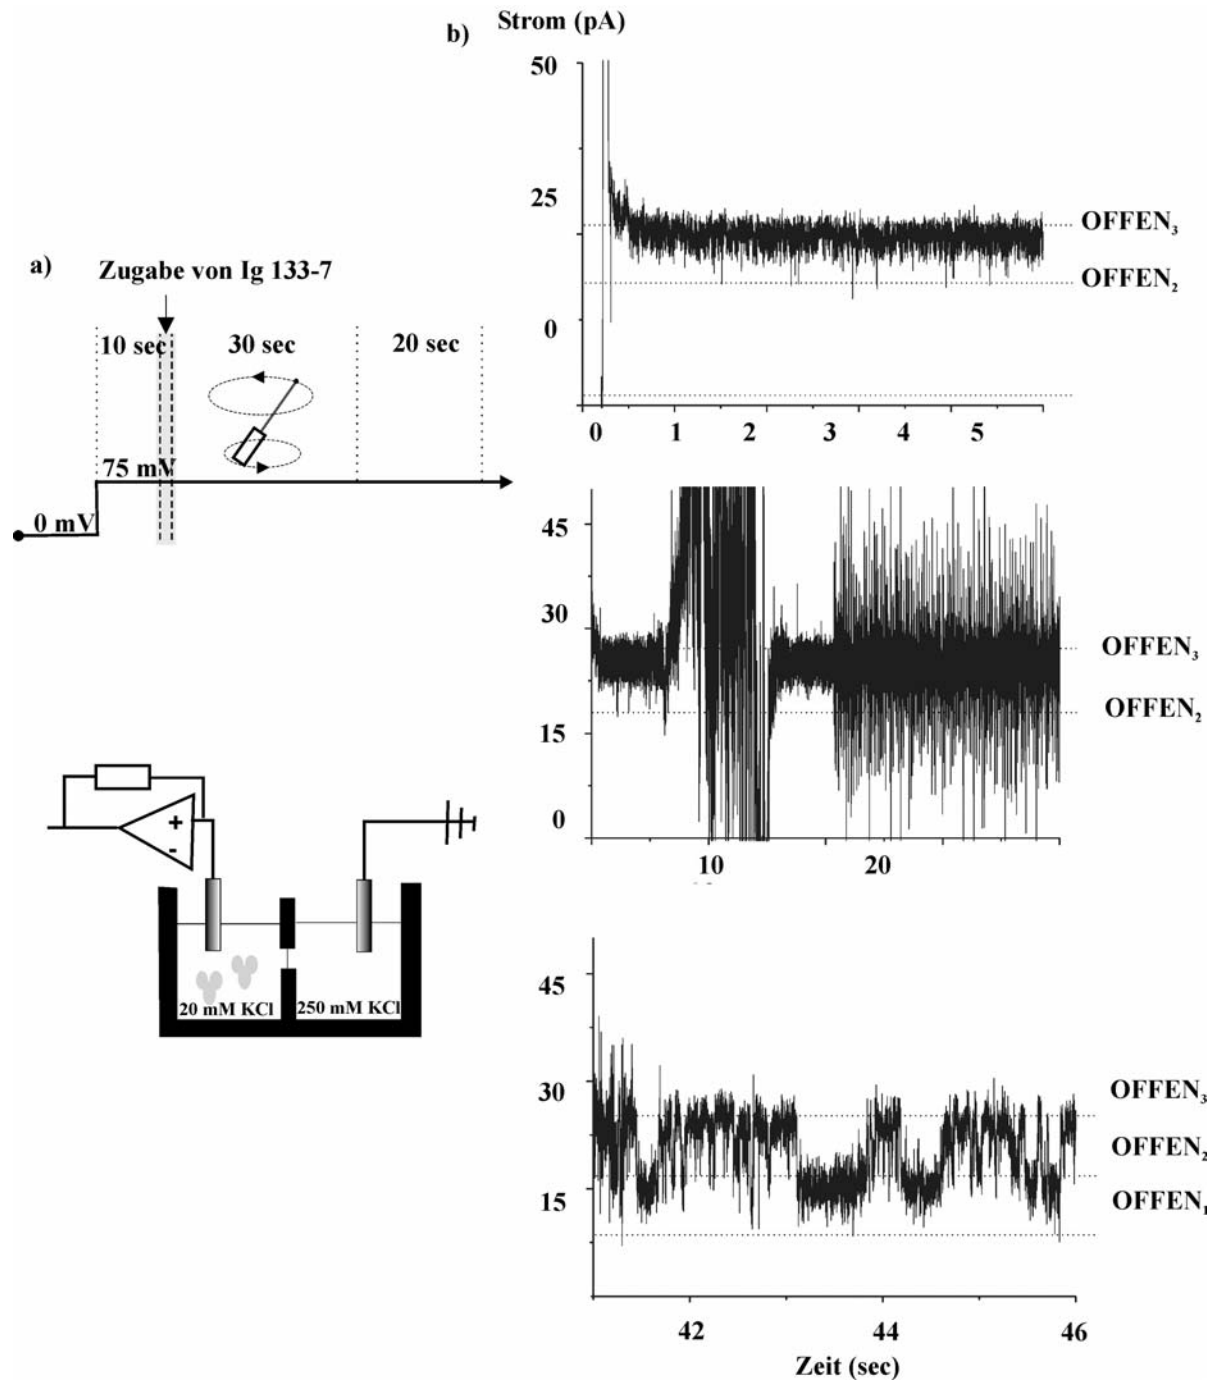 a)
Zugabe von Ig 133-7
10 sec 30 sec 20 sec
75 mV
0 mV
+
-
20 mM KCl 250 mM KCl
b) Strom (pA)
50
25
0
OFFEN₃
OFFEN₂
0 1 2 3 4 5
45
30
15
0
OFFEN₃
OFFEN₂
10 20
45
30
15
OFFEN₃
OFFEN₂
OFFEN₁
42 44 46
Zeit (sec)